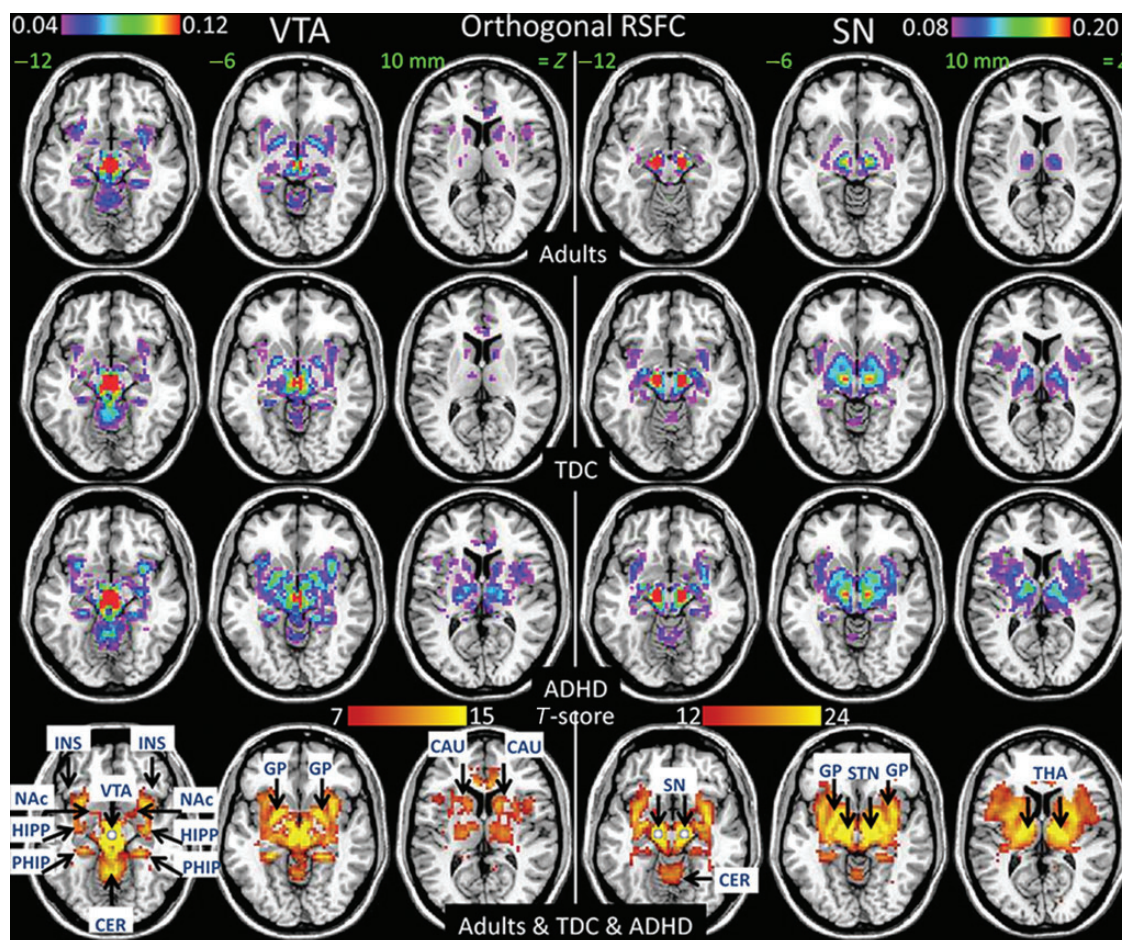 0.04 0.12 VTA Orthogonal RSFC SN 0.08 0.20
−12 −6 10 mm = Z −12 −6 10 mm = Z
Adults
TDC
ADHD
7 15 T-score 12 24
INS INS CAU CAU
GP GP GP STN GP
VTA SN THA
NAc NAc
HIPP HIPP
PHIP PHIP
CER
CER
Adults & TDC & ADHD